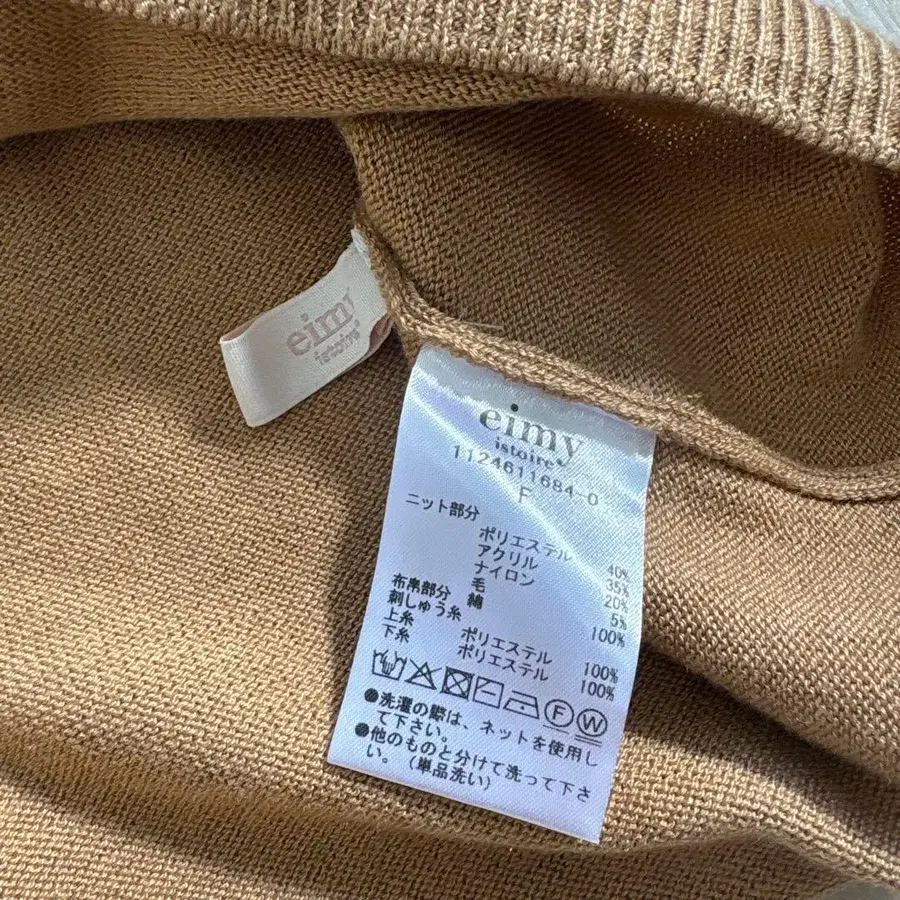 eim
istoire
eimy
istoire
1124611684-0
F
ニット部分
ポリエステル 40%
アクリル 35%
ナイロン 20%
毛 5%
布帛部分 綿 100%
刺しゅう糸
上糸 ポリエステル 100%
下糸 ポリエステル 100%
F W
●洗濯の際は、ネットを使用し
て下さい。
●他のものと分けて洗って下さ
い。(単品洗い)